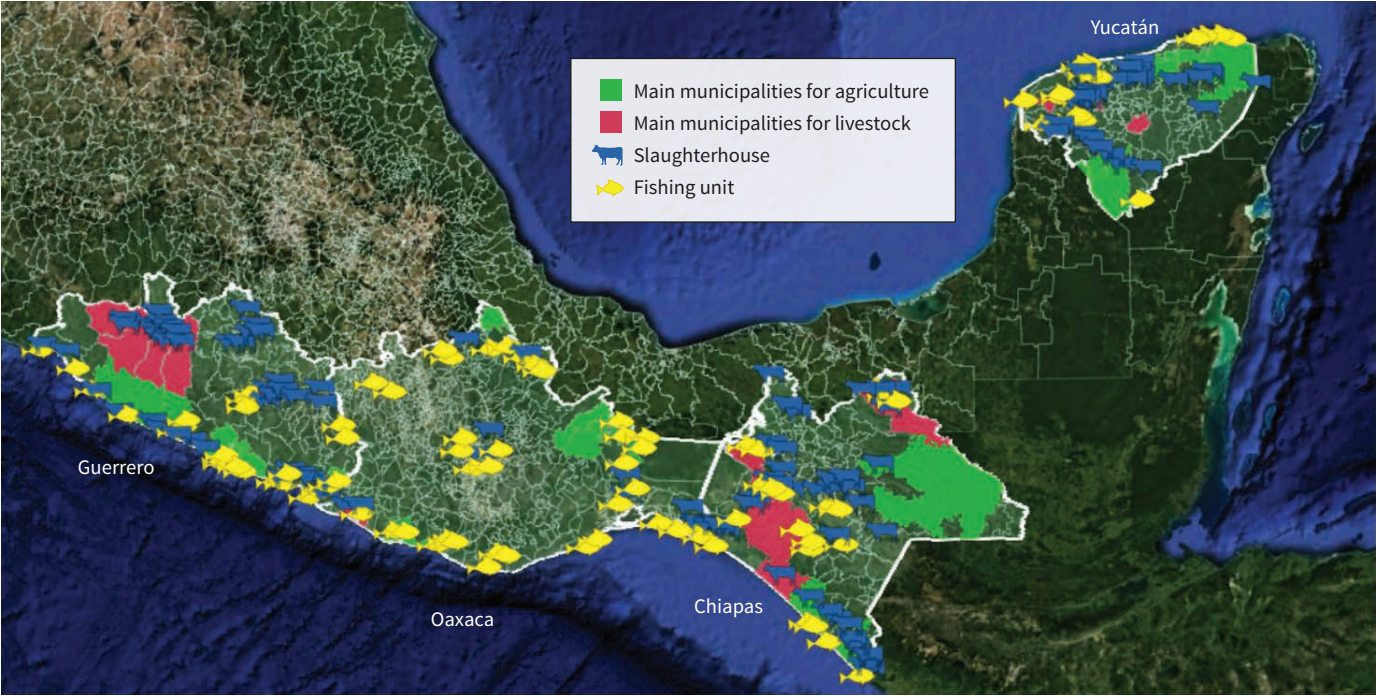 Yucatán
Main municipalities for agriculture
Main municipalities for livestock
Slaughterhouse
Fishing unit
Guerrero
Oaxaca
Chiapas